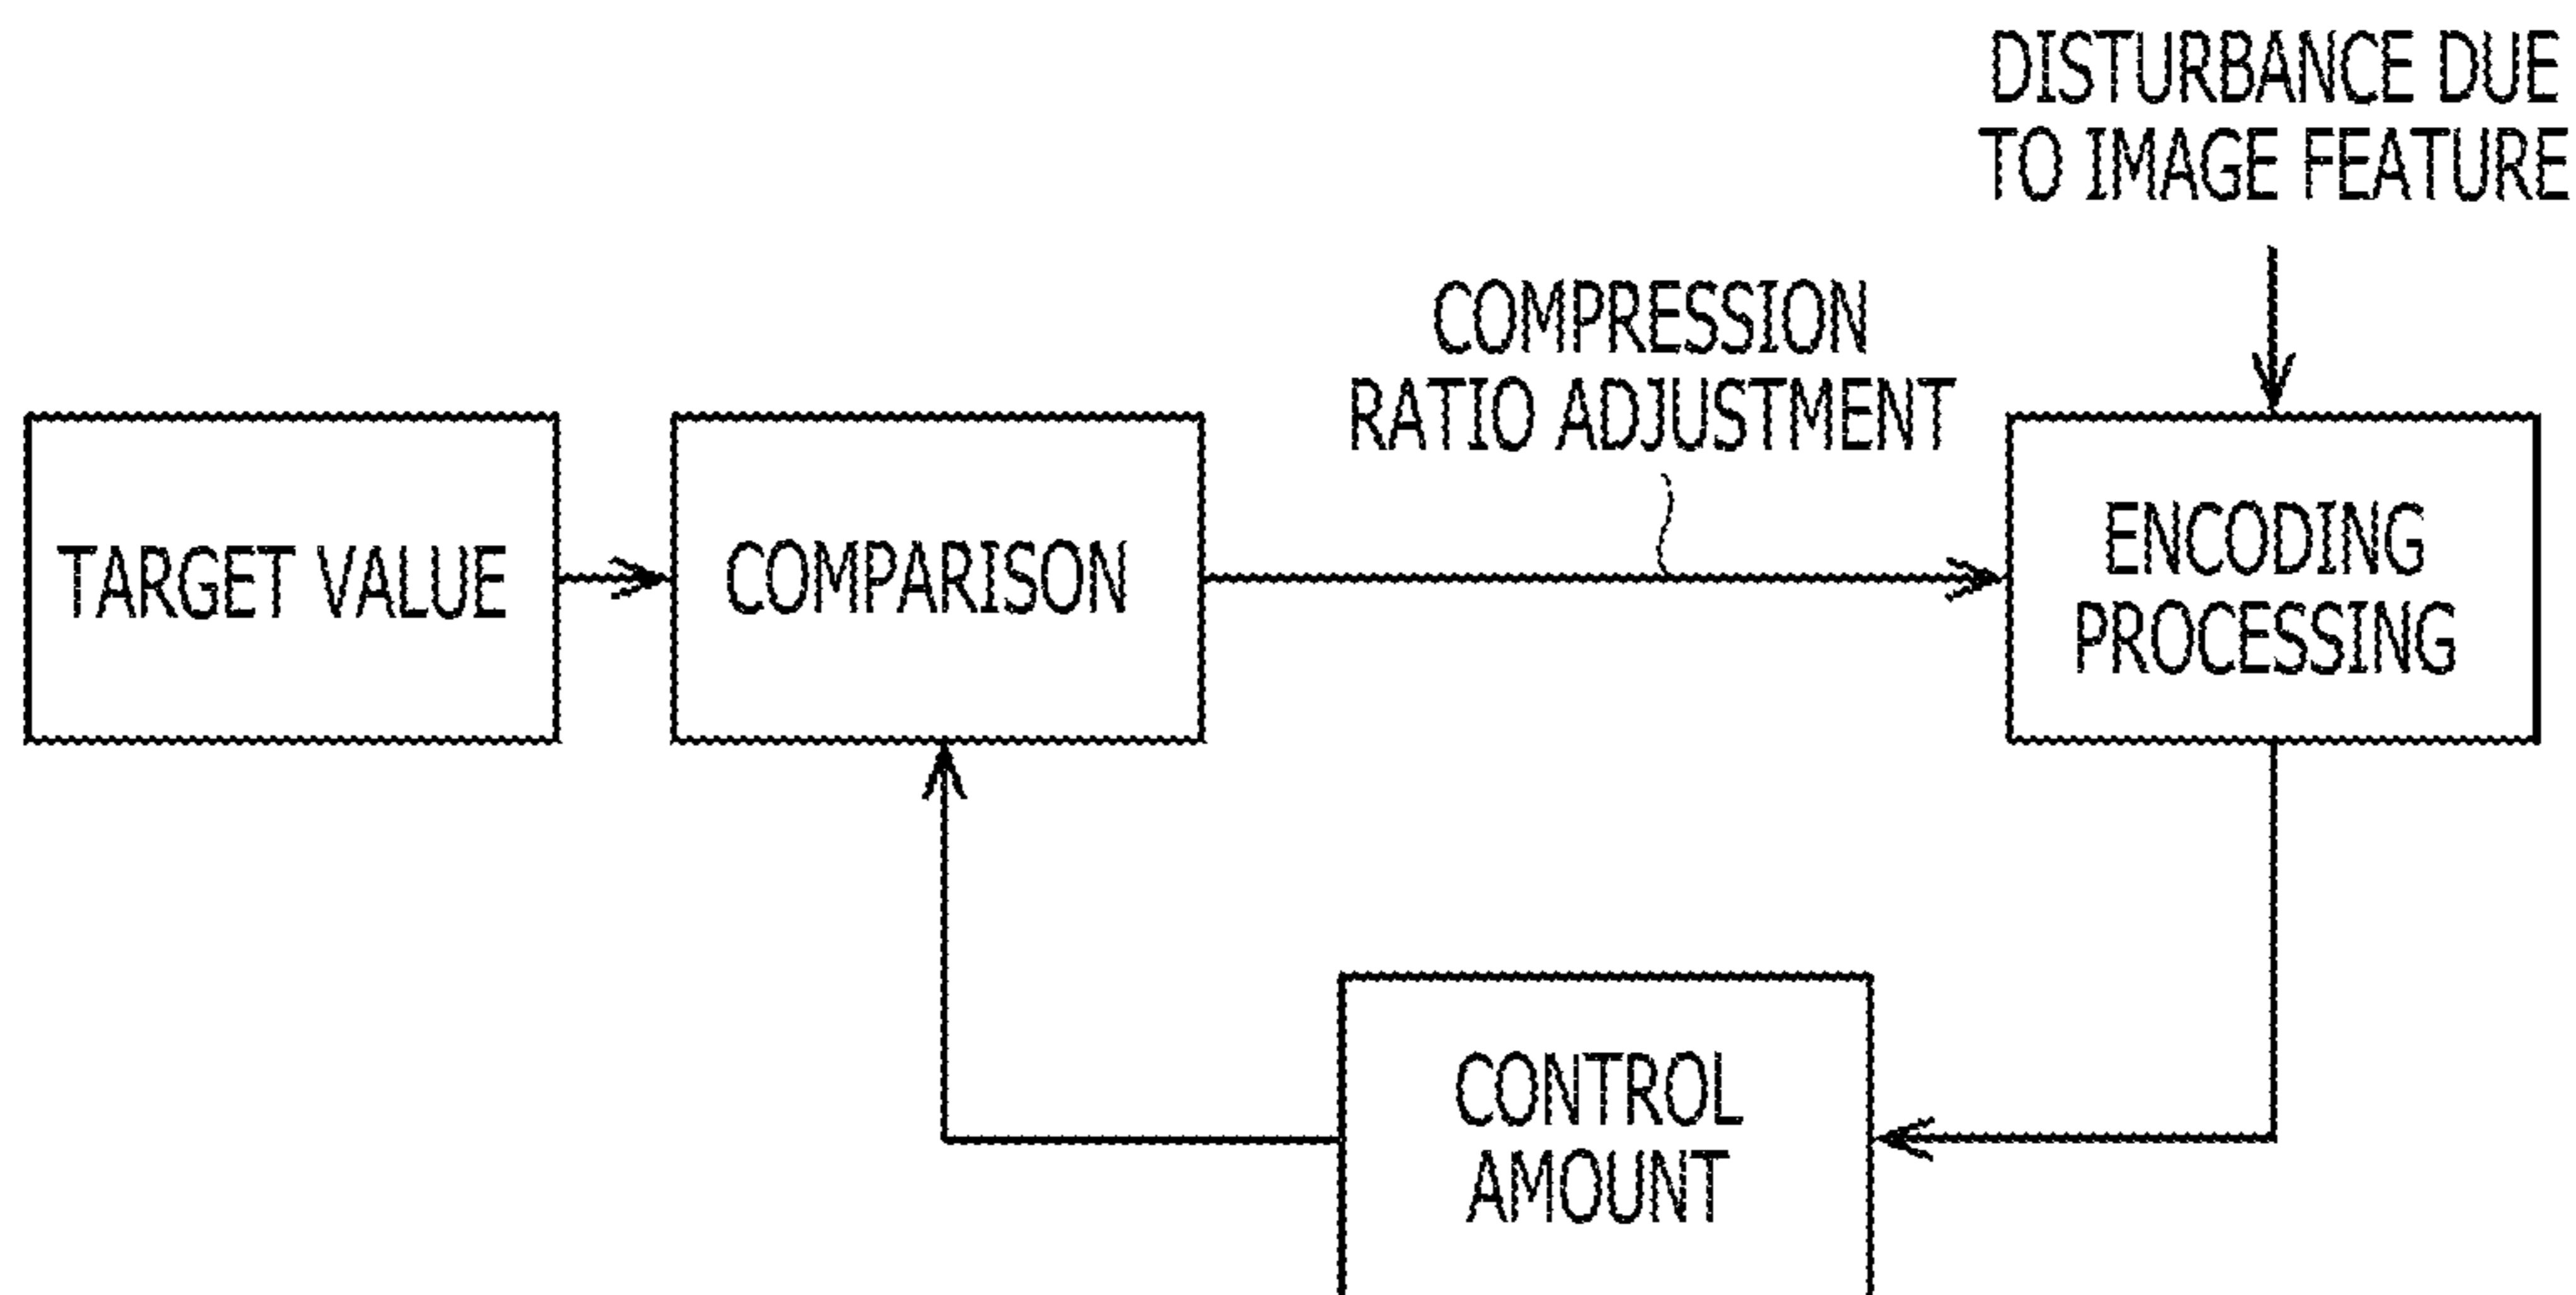 DISTURBANCE DUE
TO IMAGE FEATURE
COMPRESSION
RATIO ADJUSTMENT
TARGET VALUE
COMPARISON
ENCODING
PROCESSING
CONTROL
AMOUNT